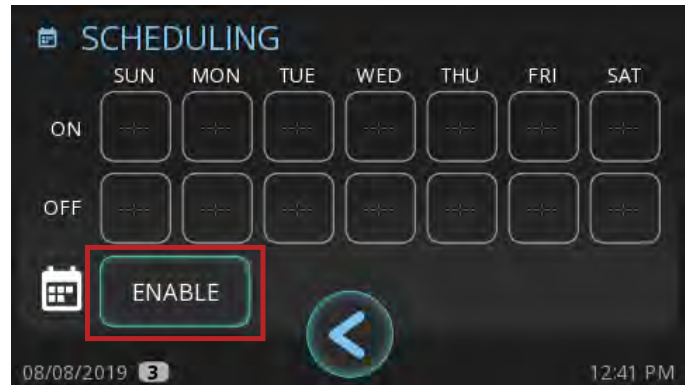 SCHEDULING
SUN MON TUE WED THU FRI SAT
ON --:-- --:-- --:-- --:-- --:-- --:-- --:--
OFF --:-- --:-- --:-- --:-- --:-- --:-- --:--
ENABLE
08/08/2019 3 12:41 PM